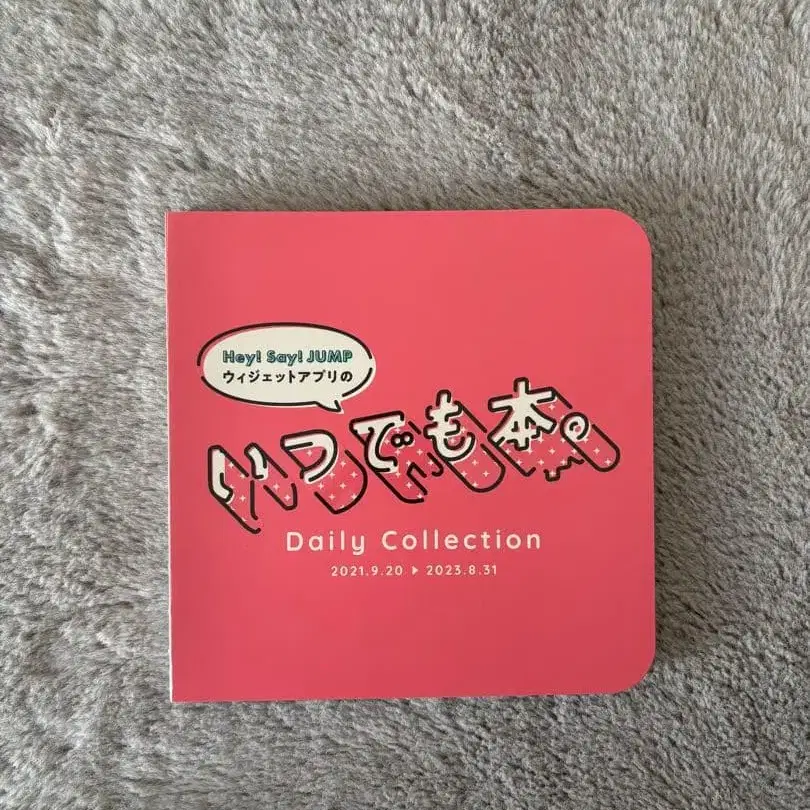 Hey! Say! JUMP
ウィジェットアプリの
いつでも本。
Daily Collection
2021.9.20 ▶ 2023.8.31